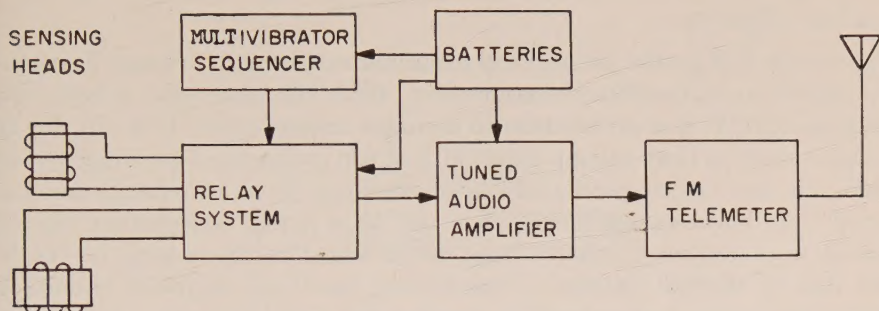 SENSING
HEADS
MULTIVIBRATOR
SEQUENCER
BATTERIES
RELAY
SYSTEM
TUNED
AUDIO
AMPLIFIER
F M
TELEMETER